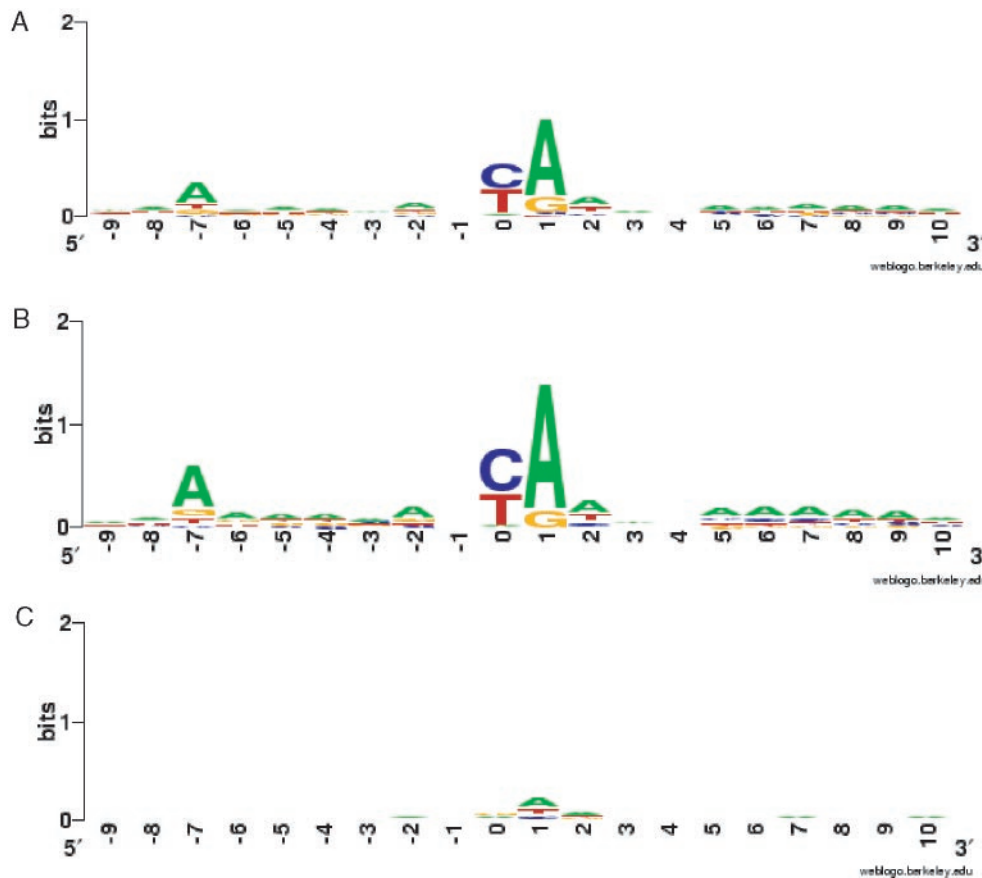 A
2
1
0
bits
C A
A T G A
5′ -9 -8 -7 -6 -5 -4 -3 -2 -1 0 1 2 3 4 5 6 7 8 9 10 3′
weblogo.berkeley.edu
B
2
1
0
bits
A C A
G T G A
5′ -9 -8 -7 -6 -5 -4 -3 -2 -1 0 1 2 3 4 5 6 7 8 9 10 3
weblogo.berkeley.ed
C
2
1
0
bits
A
5′ -9 -8 -7 -6 -5 -4 -3 -2 -1 0 1 2 3 4 5 6 7 8 9 10 3′
weblogo.berkeley.edu